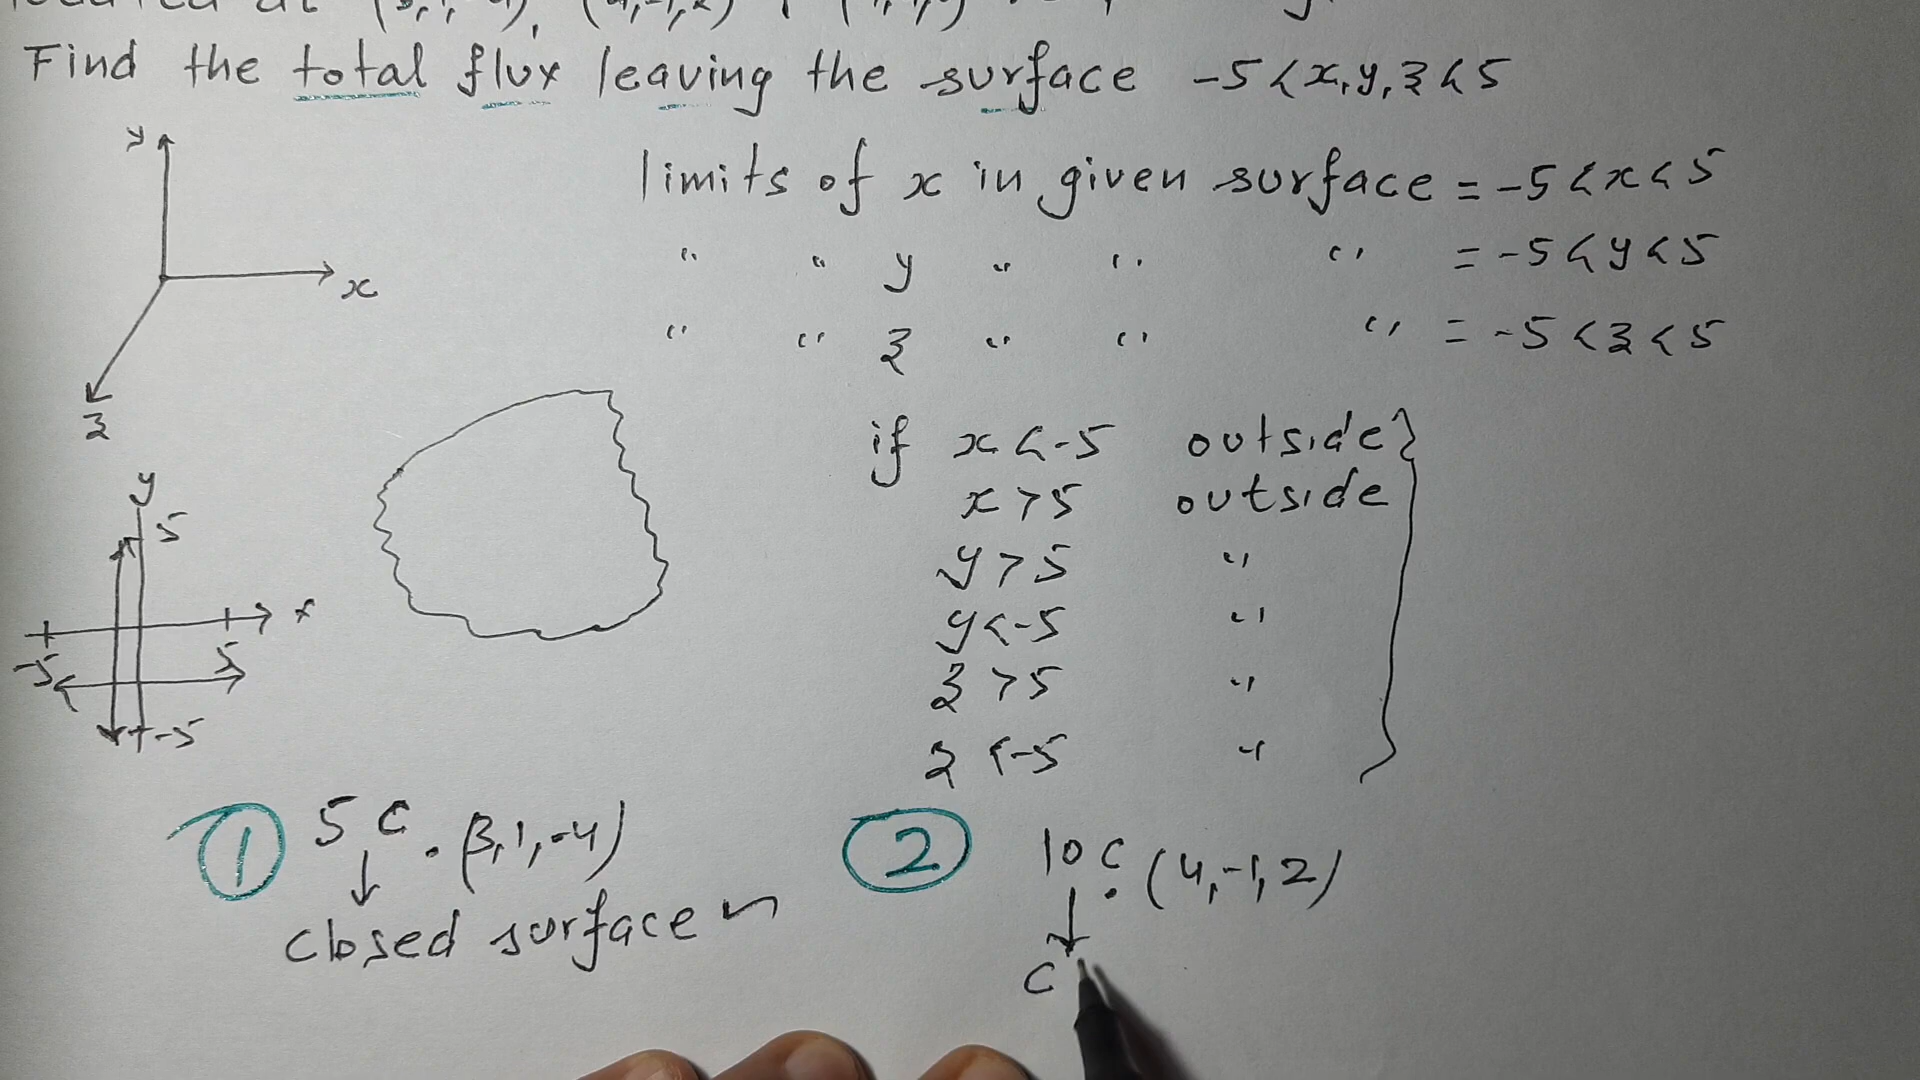 Find the total flux leaving the surface -5<x,y,z<5
limits of x in given surface = -5<x<5
" " y " " " = -5<y<5
" " z " " " = -5<z<5
y
x
z
if x<-5 outside}
x>5 outside
y>5 "
y<-5 "
z>5 "
z<-5 "
y
5
x
-5
5
-5
① 5C . (3,1,-4)
closed surface
② 10C . (4,-1,2)
C